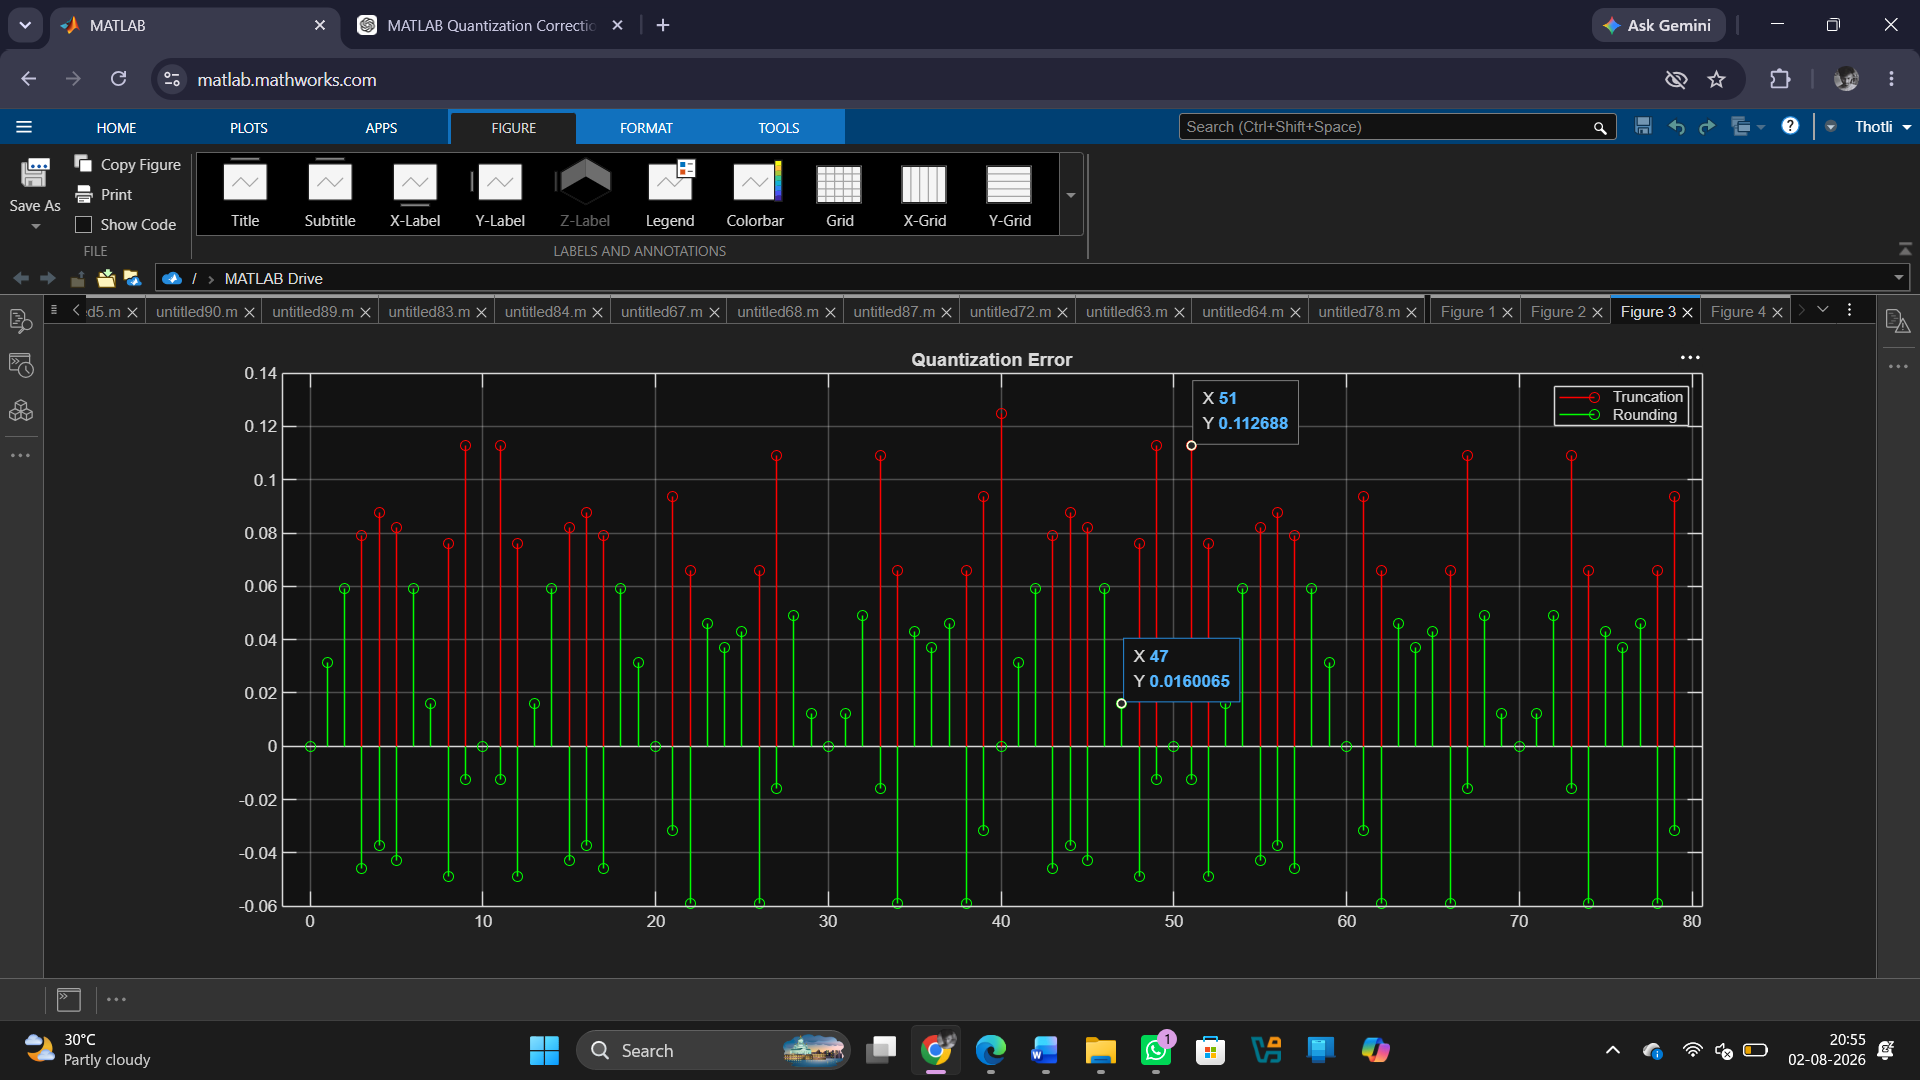 MATLAB
MATLAB Quantization Correctio
Ask Gemini
matlab.mathworks.com
HOME
PLOTS
APPS
FIGURE
FORMAT
TOOLS
Search (Ctrl+Shift+Space)
Thotli
Save As
Copy Figure
Print
Show Code
FILE
Title
Subtitle
X-Label
Y-Label
Z-Label
Legend
Colorbar
Grid
X-Grid
Y-Grid
LABELS AND ANNOTATIONS
/ › MATLAB Drive
d5.m
untitled90.m
untitled89.m
untitled83.m
untitled84.m
untitled67.m
untitled68.m
untitled87.m
untitled72.m
untitled63.m
untitled64.m
untitled78.m
Figure 1
Figure 2
Figure 3
Figure 4
Quantization Error
0.14
0.12
0.1
0.08
0.06
0.04
0.02
0
-0.02
-0.04
-0.06
0
10
20
30
40
50
60
70
80
X 51
Y 0.112688
X 47
Y 0.0160065
Truncation
Rounding
30°C
Partly cloudy
Search
1
20:55
02-08-2026